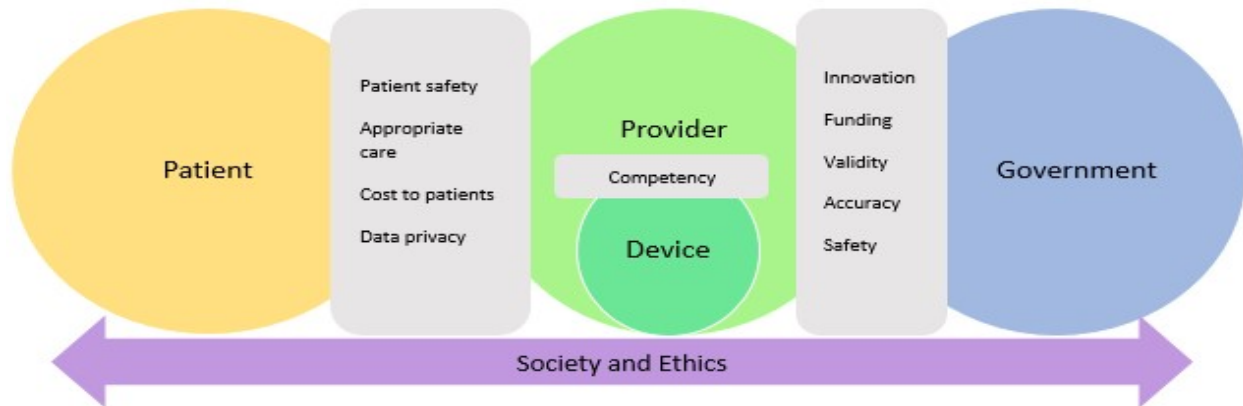 Patient
Patient safety
Appropriate
care
Cost to patients
Data privacy
Provider
Competency
Device
Innovation
Funding
Validity
Accuracy
Safety
Government
Society and Ethics